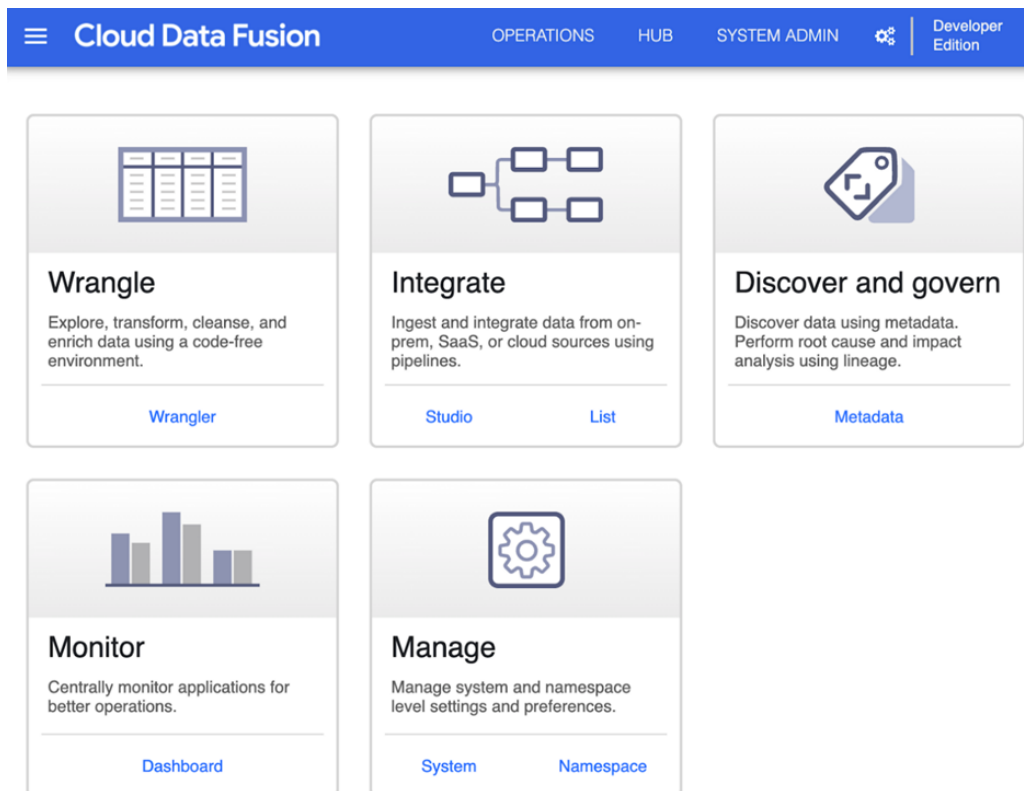 Cloud Data Fusion
OPERATIONS
HUB
SYSTEM ADMIN
Developer
Edition
Wrangle
Explore, transform, cleanse, and
enrich data using a code-free
environment.
Wrangler
Integrate
Ingest and integrate data from on-
prem, SaaS, or cloud sources using
pipelines.
Studio
List
Discover and govern
Discover data using metadata.
Perform root cause and impact
analysis using lineage.
Metadata
Monitor
Centrally monitor applications for
better operations.
Dashboard
Manage
Manage system and namespace
level settings and preferences.
System
Namespace